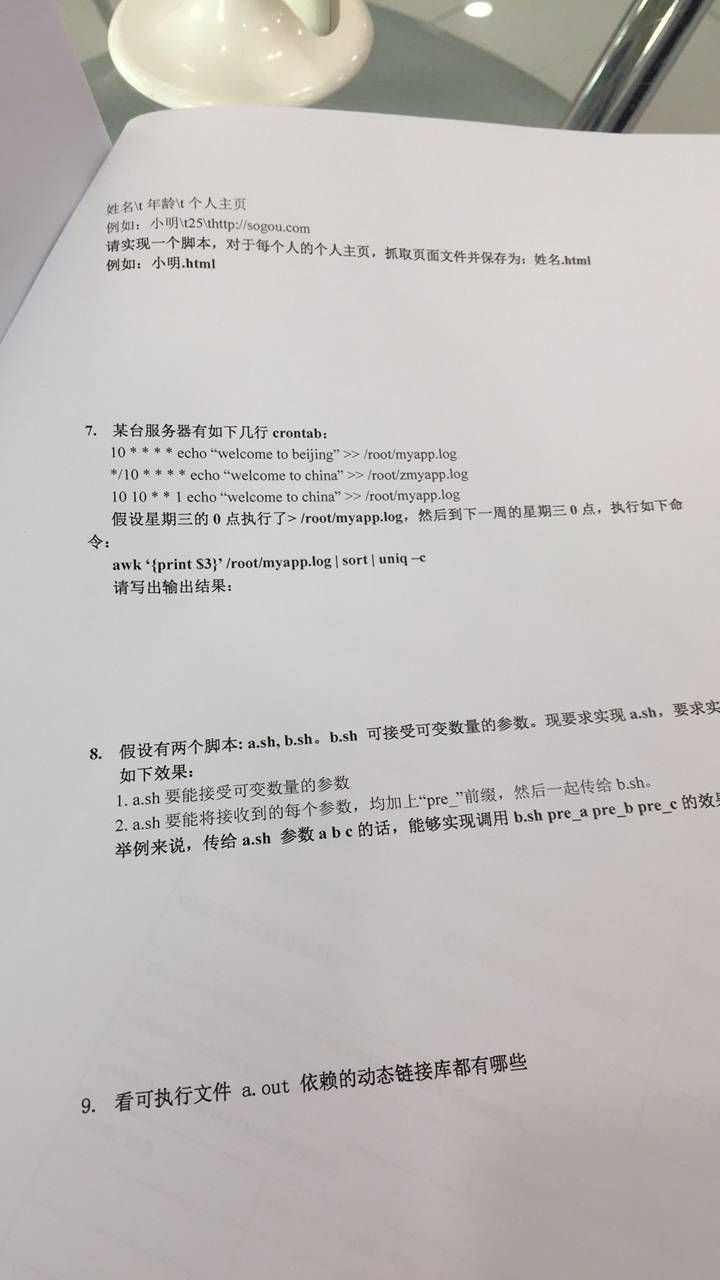 姓名\t 年龄\t 个人主页
例如：小明\t25\thttp://sogou.com
请实现一个脚本，对于每个人的个人主页，抓取页面文件并保存为：姓名.html
例如：小明.html
7. 某台服务器有如下几行 crontab：
10 * * * * echo “welcome to beijing” >> /root/myapp.log
*/10 * * * * echo “welcome to china” >> /root/zmyapp.log
10 10 * * 1 echo “welcome to china” >> /root/myapp.log
假设星期三的 0 点执行了> /root/myapp.log，然后到下一周的星期三 0 点，执行如下命
令：
awk ‘{print $3}’ /root/myapp.log | sort | uniq –c
请写出输出结果：
8. 假设有两个脚本: a.sh, b.sh。b.sh 可接受可变数量的参数。现要求实现 a.sh，要求实
如下效果：
1. a.sh 要能接受可变数量的参数
2. a.sh 要能将接收到的每个参数，均加上“pre_”前缀，然后一起传给 b.sh。
举例来说，传给 a.sh 参数 a b c 的话，能够实现调用 b.sh pre_a pre_b pre_c 的效果
9. 看可执行文件 a.out 依赖的动态链接库都有哪些